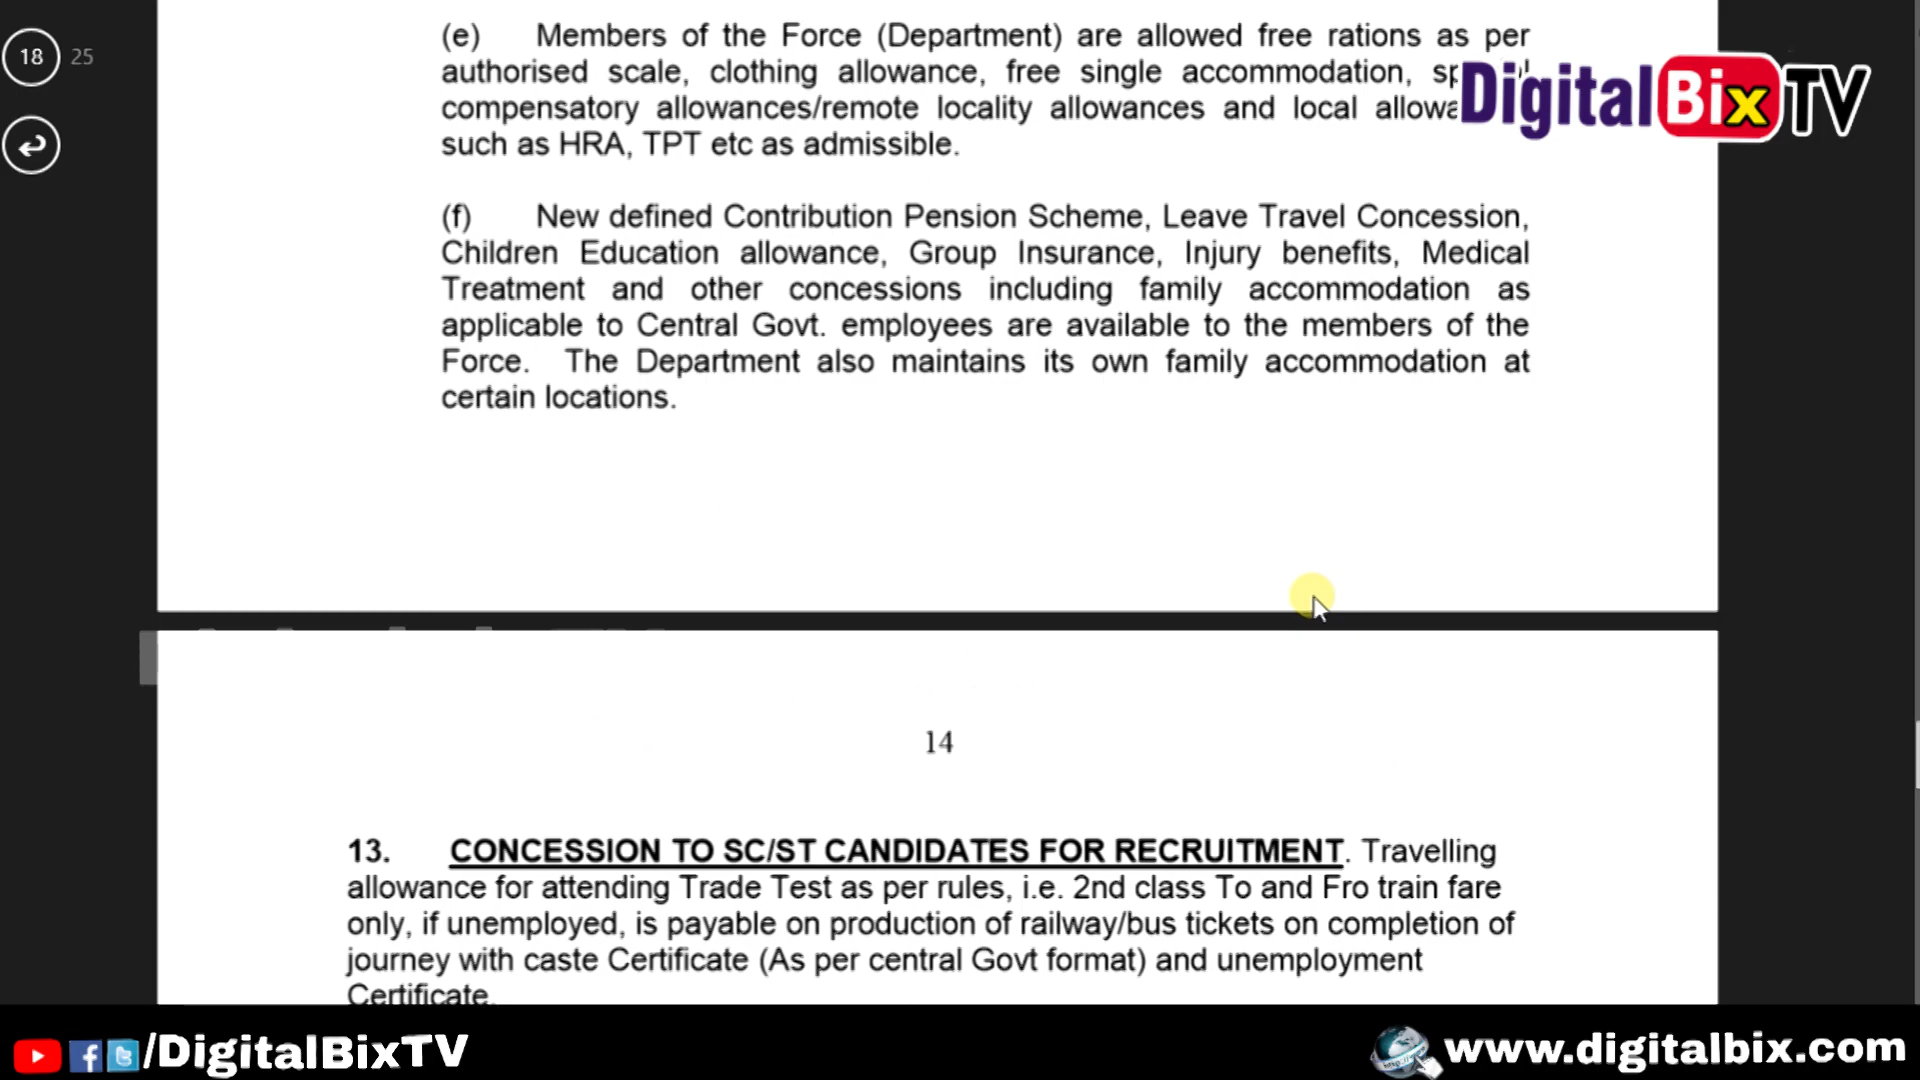 18 25
(e) Members of the Force (Department) are allowed free rations as per
authorised scale, clothing allowance, free single accommodation,
compensatory allowances/remote locality allowances and local
such as HRA, TPT etc as admissible.
DigitalBixTV
(f) New defined Contribution Pension Scheme, Leave Travel Concession,
Children Education allowance, Group Insurance, Injury benefits, Medical
Treatment and other concessions including family accommodation as
applicable to Central Govt. employees are available to the members of the
Force. The Department also maintains its own family accommodation at
certain locations.
14
13. CONCESSION TO SC/ST CANDIDATES FOR RECRUITMENT. Travelling
allowance for attending Trade Test as per rules, i.e. 2nd class To and Fro train fare
only, if unemployed, is payable on production of railway/bus tickets on completion of
journey with caste Certificate (As per central Govt format) and unemployment
Certificate.
/DigitalBixTV
www.digitalbix.com